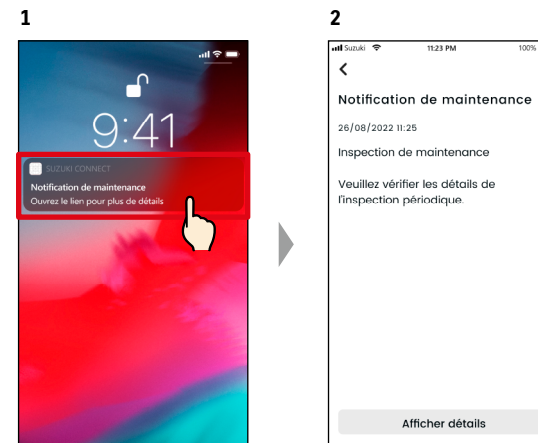 1
9:41
SUZUKI CONNECT
Notification de maintenance
Ouvrez le lien pour plus de détails
2
Suzuki 11:23 PM 100%
Notification de maintenance
26/08/2022 11:25
Inspection de maintenance
Veuillez vérifier les détails de
l'inspection périodique.
Afficher détails